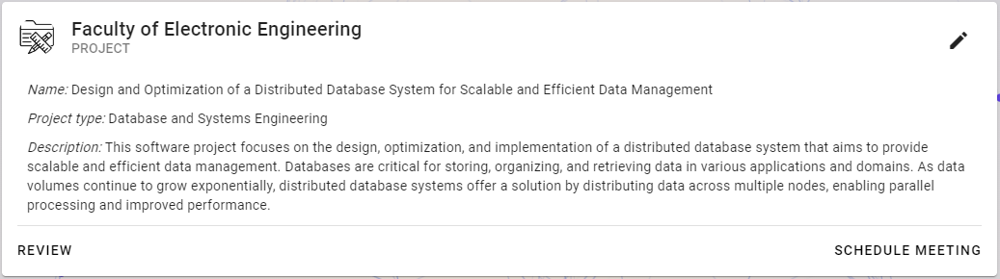 Faculty of Electronic Engineering
PROJECT
Name: Design and Optimization of a Distributed Database System for Scalable and Efficient Data Management
Project type: Database and Systems Engineering
Description: This software project focuses on the design, optimization, and implementation of a distributed database system that aims to provide
scalable and efficient data management. Databases are critical for storing, organizing, and retrieving data in various applications and domains. As data
volumes continue to grow exponentially, distributed database systems offer a solution by distributing data across multiple nodes, enabling parallel
processing and improved performance.
REVIEW
SCHEDULE MEETING